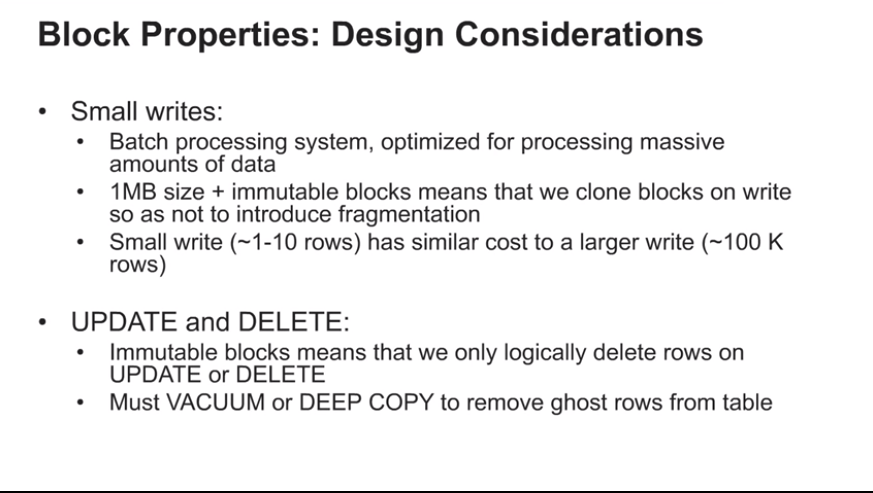 Block Properties: Design Considerations
• Small writes:
• Batch processing system, optimized for processing massive
amounts of data
• 1MB size + immutable blocks means that we clone blocks on write
so as not to introduce fragmentation
• Small write (~1-10 rows) has similar cost to a larger write (~100 K
rows)
• UPDATE and DELETE:
• Immutable blocks means that we only logically delete rows on
UPDATE or DELETE
• Must VACUUM or DEEP COPY to remove ghost rows from table